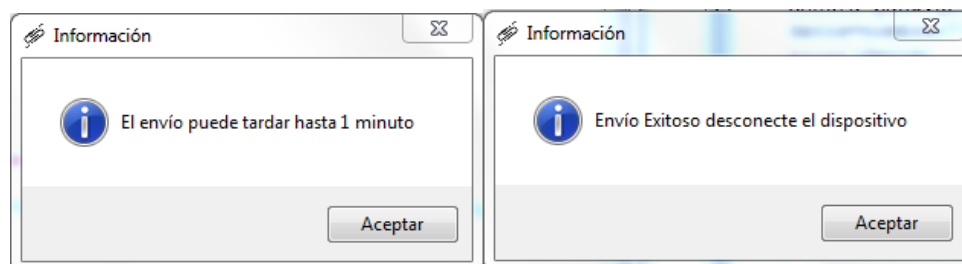 Información
El envío puede tardar hasta 1 minuto
Aceptar
Información
Envío Exitoso desconecte el dispositivo
Aceptar